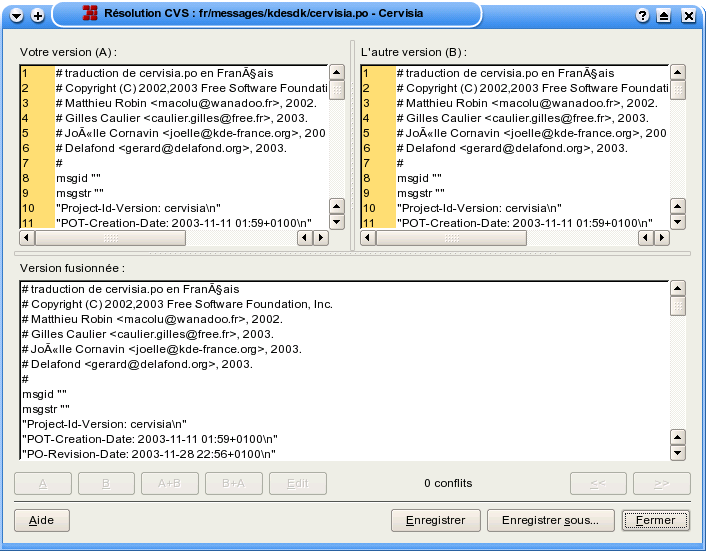 Résolution CVS : fr/messages/kdesdk/cervisia.po - Cervisia
Votre version (A) :
1 # traduction de cervisia.po en FranÃ§ais
2 # Copyright (C) 2002,2003 Free Software Foundati
3 # Matthieu Robin <macolu@wanadoo.fr>, 2002.
4 # Gilles Caulier <caulier.gilles@free.fr>, 2003.
5 # JoÃ«lle Cornavin <joelle@kde-france.org>, 200
6 # Delafond <gerard@delafond.org>, 2003.
7 #
8 msgid ""
9 msgstr ""
10 "Project-Id-Version: cervisia\n"
11 "POT-Creation-Date: 2003-11-11 01:59+0100\n"
L'autre version (B) :
1 # traduction de cervisia.po en FranÃ§ais
2 # Copyright (C) 2002,2003 Free Software Foundati
3 # Matthieu Robin <macolu@wanadoo.fr>, 2002.
4 # Gilles Caulier <caulier.gilles@free.fr>, 2003.
5 # JoÃ«lle Cornavin <joelle@kde-france.org>, 200
6 # Delafond <gerard@delafond.org>, 2003.
7 #
8 msgid ""
9 msgstr ""
10 "Project-Id-Version: cervisia\n"
11 "POT-Creation-Date: 2003-11-11 01:59+0100\n"
Version fusionnée :
# traduction de cervisia.po en FranÃ§ais
# Copyright (C) 2002,2003 Free Software Foundation, Inc.
# Matthieu Robin <macolu@wanadoo.fr>, 2002.
# Gilles Caulier <caulier.gilles@free.fr>, 2003.
# JoÃ«lle Cornavin <joelle@kde-france.org>, 2003.
# Delafond <gerard@delafond.org>, 2003.
#
msgid ""
msgstr ""
"Project-Id-Version: cervisia\n"
"POT-Creation-Date: 2003-11-11 01:59+0100\n"
"PO-Revision-Date: 2003-11-28 22:56+0100\n"
A B A+B B+A Edit 0 conflits << >>
Aide Enregistrer Enregistrer sous... Fermer